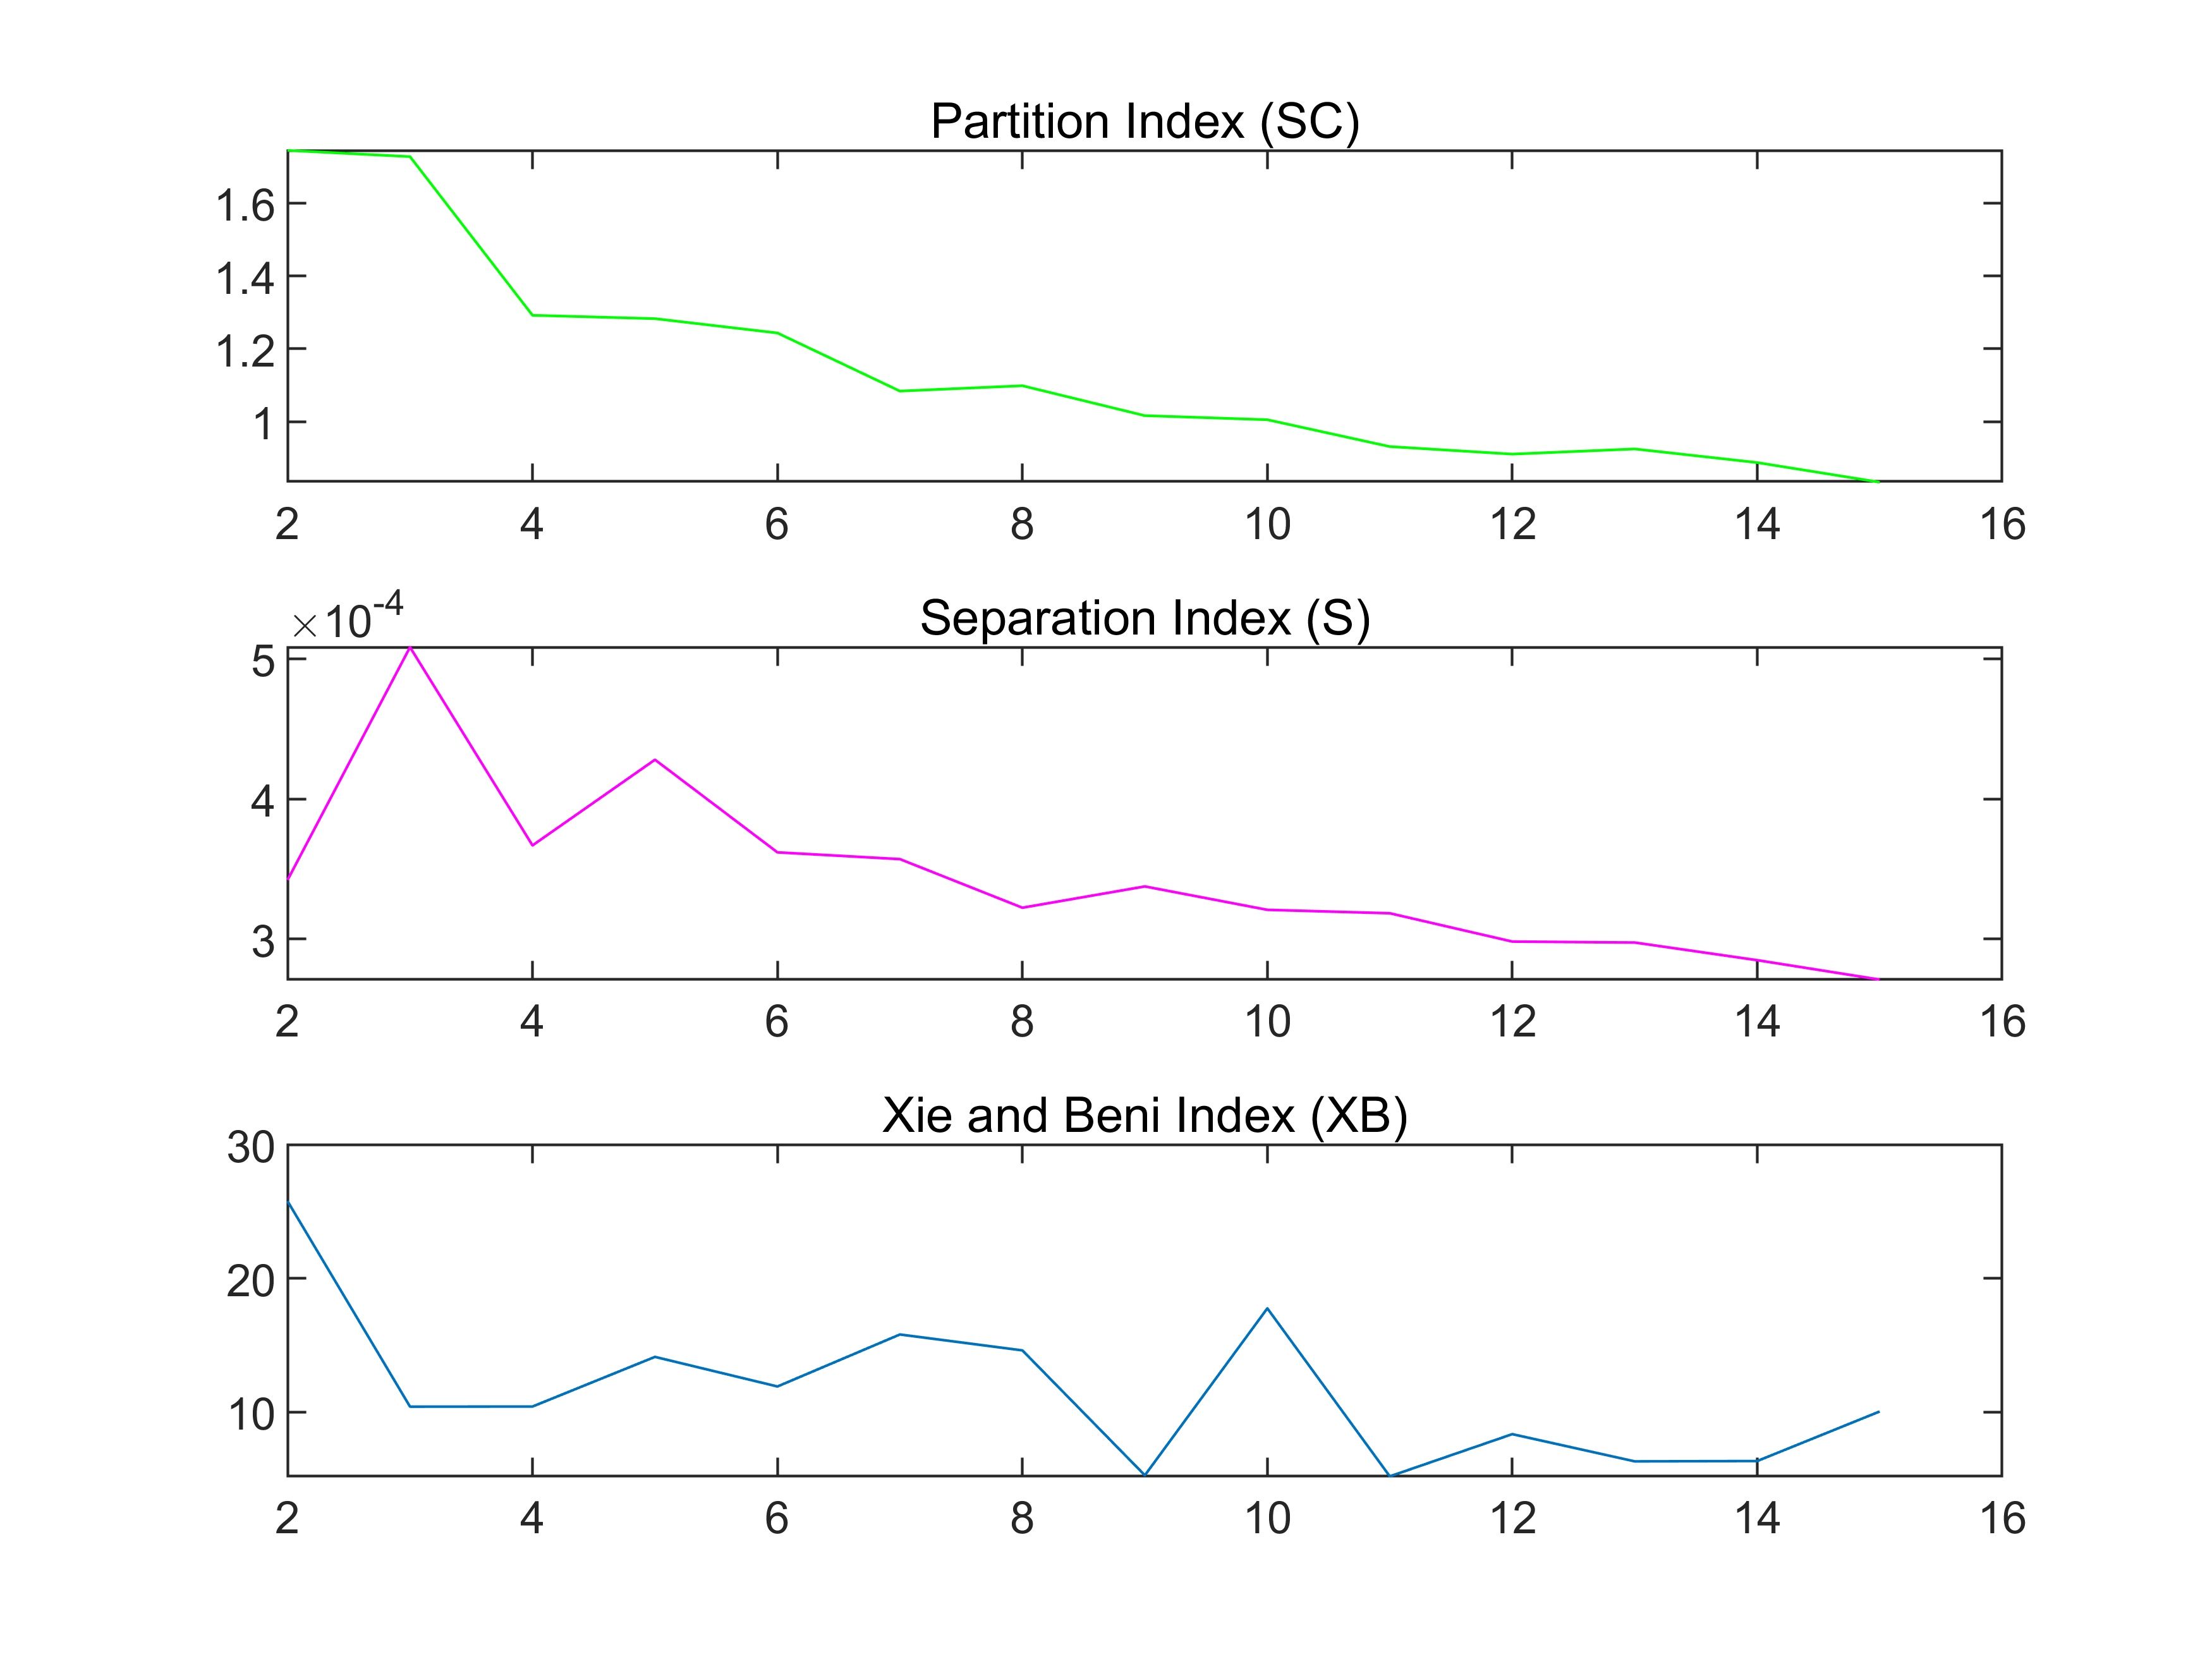 Partition Index (SC)
1.6
1.4
1.2
1
2 4 6 8 10 12 14 16
×10-4
Separation Index (S)
5
4
3
2 4 6 8 10 12 14 16
Xie and Beni Index (XB)
30
20
10
2 4 6 8 10 12 14 16